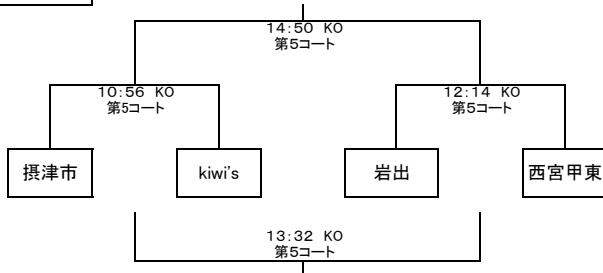 14:50 KO
第5コート
10:56 KO
第5コート
12:14 KO
第5コート
摂津市
kiwi's
岩出
西宮甲東
13:32 KO
第5コート